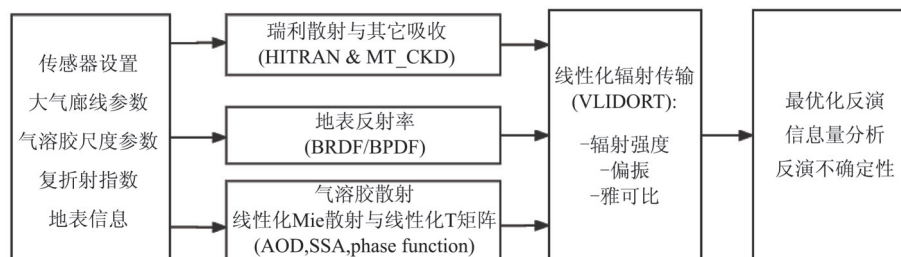 传感器设置
大气廓线参数
气溶胶尺度参数
复折射指数
地表信息
瑞利散射与其它吸收
(HITRAN & MT_CKD)
地表反射率
(BRDF/BPDF)
气溶胶散射
线性化Mie散射与线性化T矩阵
(AOD,SSA,phase function)
线性化辐射传输
(VLIDORT):
-辐射强度
-偏振
-雅可比
最优化反演
信息量分析
反演不确定性